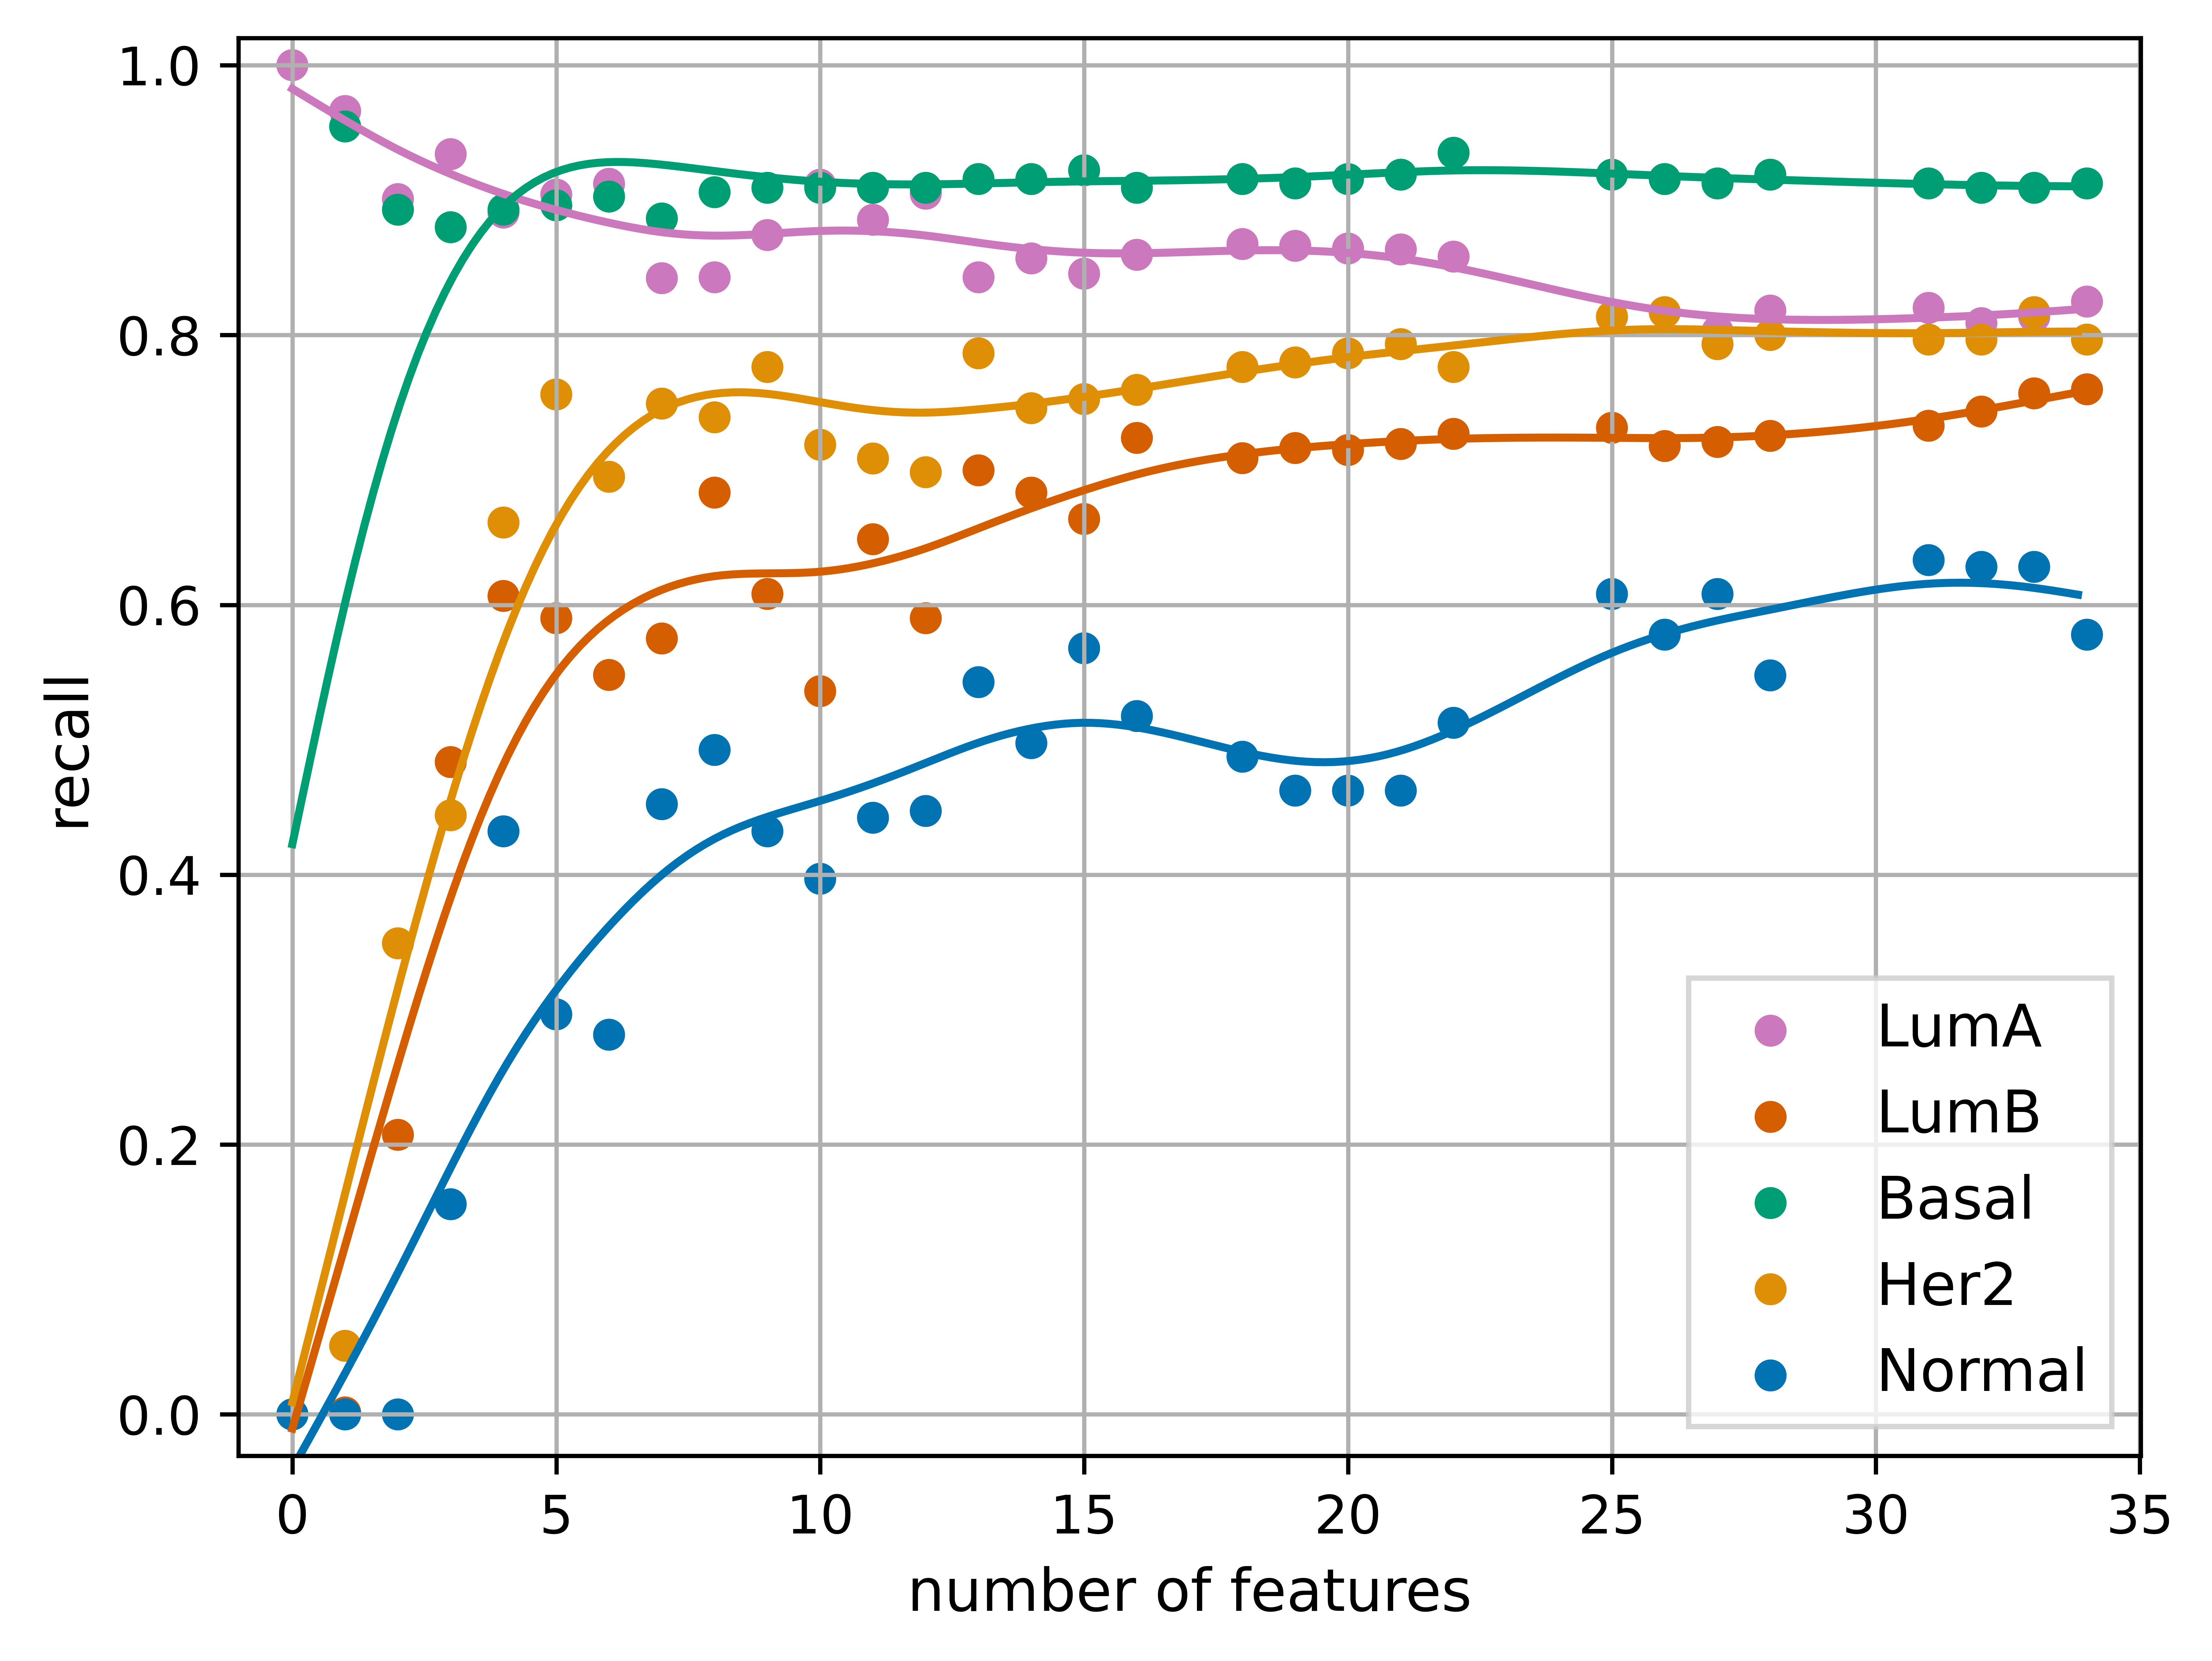 1.0
0.8
0.6
0.4
0.2
0.0
recall
0 5 10 15 20 25 30 35
number of features
LumA
LumB
Basal
Her2
Normal